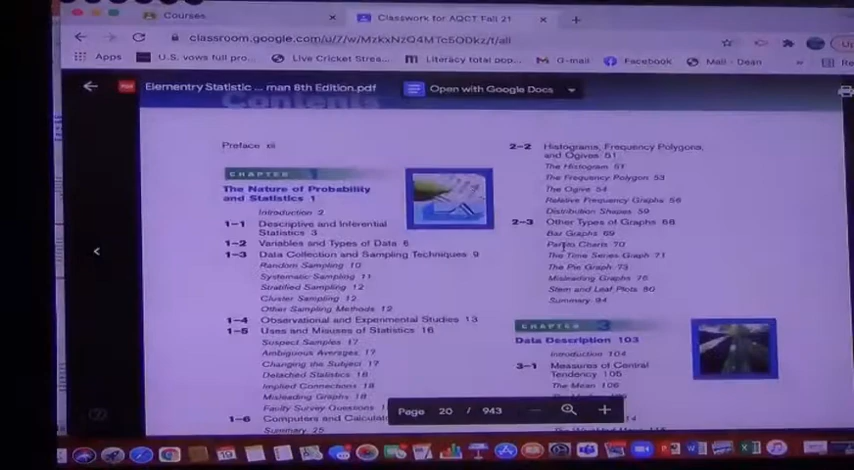 Courses
Classwork for AQCT Fall 21
Apps
U.S. vows full pro...
Live Cricket Strea...
Literacy total pop...
G-mail
Facebook
Mail - Dean
Elementry Statistic ... man 8th Edition.pdf
Open with Google Docs
Contents
Preface xii
CHAPTER 1
The Nature of Probability
and Statistics 1
Introduction 2
1-1 Descriptive and Inferential
Statistics 3
1-2 Variables and Types of Data 6
1-3 Data Collection and Sampling Techniques 9
Random Sampling 10
Systematic Sampling 11
Stratified Sampling 12
Cluster Sampling 12
Other Sampling Methods 12
1-4 Observational and Experimental Studies 13
1-5 Uses and Misuses of Statistics 16
Suspect Samples 17
Ambiguous Averages 17
Changing the Subject 17
Detached Statistics 18
Implied Connections 18
Misleading Graphs 18
Faulty Survey Questions
1-6 Computers and Calculat
Summary 25
2-2 Histograms, Frequency Polygons,
and Ogives 51
The Histogram 51
The Frequency Polygon 53
The Ogive 54
Relative Frequency Graphs 56
Distribution Shapes 59
2-3 Other Types of Graphs 68
Bar Graphs 69
Pareto Charts 70
The Time Series Graph 71
The Pie Graph 73
Misleading Graphs 76
Stem and Leaf Plots 80
Summary 94
CHAPTER 3
Data Description 103
Introduction 104
3-1 Measures of Central
Tendency 105
The Mean 106
Page 20 / 943